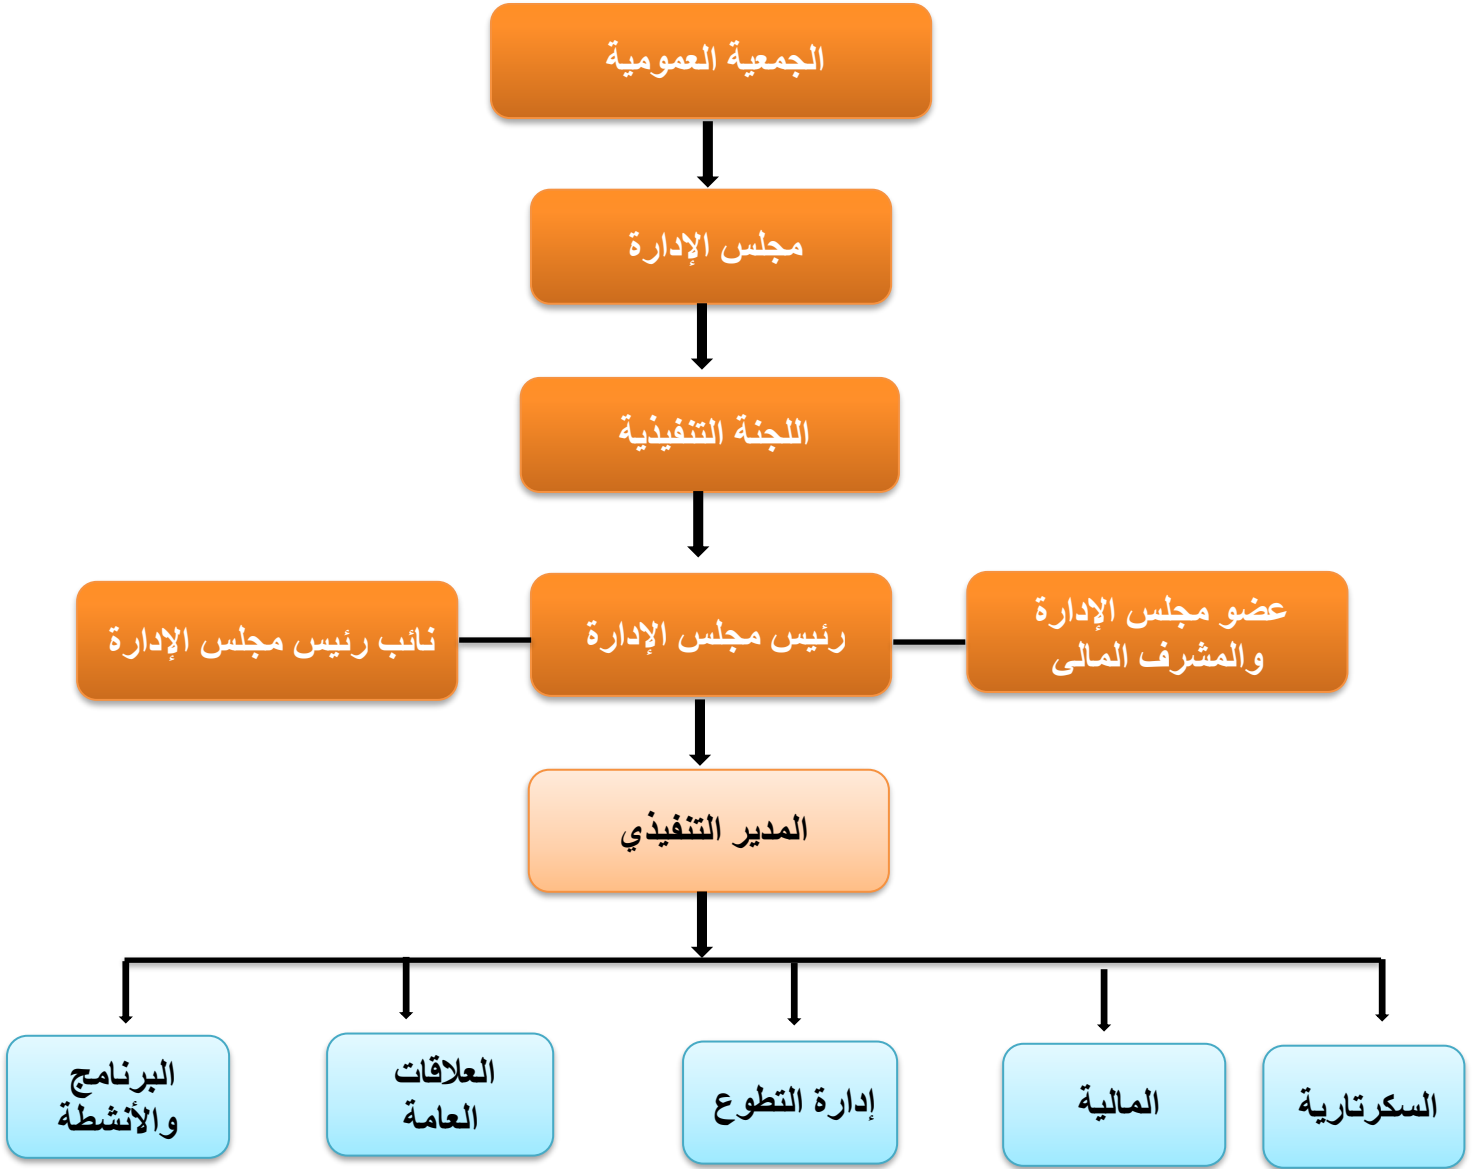 الجمعية العمومية
مجلس الإدارة
اللجنة التنفيذية
عضو مجلس الإدارة
والمشرف المالى
رئيس مجلس الإدارة
نائب رئيس مجلس الإدارة
المدير التنفيذي
السكرتارية
المالية
إدارة التطوع
العلاقات
العامة
البرنامج
والأنشطة